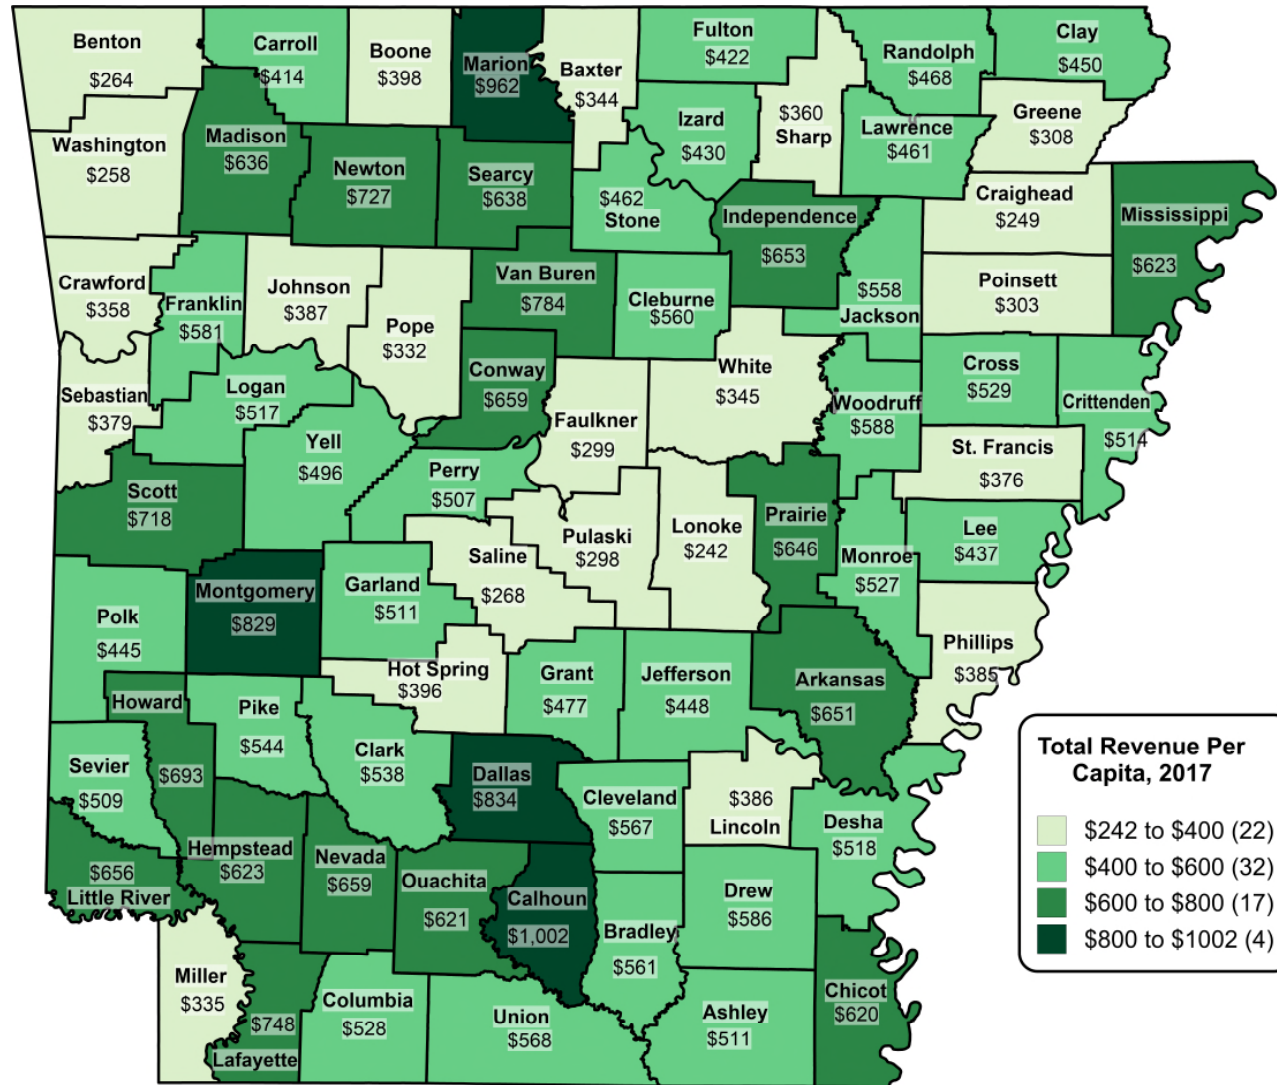 Benton
$264
Carroll
$414
Boone
$398
Marion
$962
Baxter
$344
Fulton
$422
$360
Sharp
Randolph
$468
Clay
$450
Washington
$258
Madison
$636
Newton
$727
Searcy
$638
Izard
$430
Lawrence
$461
Greene
$308
$462
Stone
Independence
$653
Craighead
$249
Mississippi
$623
Crawford
$358
Franklin
$581
Johnson
$387
Pope
$332
Van Buren
$784
Cleburne
$560
$558
Jackson
Poinsett
$303
Sebastian
$379
Logan
$517
Conway
$659
White
$345
Woodruff
$588
Cross
$529
Crittenden
$514
Yell
$496
Faulkner
$299
St. Francis
$376
Scott
$718
Perry
$507
Pulaski
$298
Lonoke
$242
Prairie
$646
Monroe
$527
Lee
$437
Saline
$268
Polk
$445
Montgomery
$829
Garland
$511
Hot Spring
$396
Grant
$477
Jefferson
$448
Arkansas
$651
Phillips
$385
Howard
$693
Pike
$544
Clark
$538
Sevier
$509
Dallas
$834
Cleveland
$567
$386
Lincoln
Desha
$518
$656
Little River
Hempstead
$623
Nevada
$659
Ouachita
$621
Calhoun
$1,002
Bradley
$561
Drew
$586
Miller
$335
$748
Lafayette
Columbia
$528
Union
$568
Ashley
$511
Chicot
$620
Total Revenue Per
Capita, 2017
$242 to $400 (22)
$400 to $600 (32)
$600 to $800 (17)
$800 to $1002 (4)